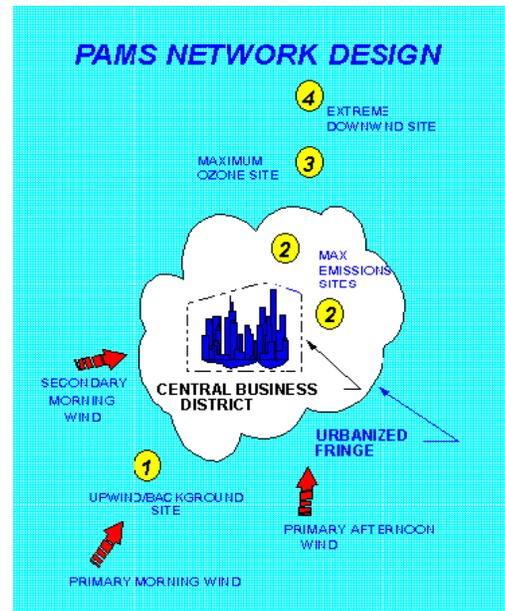 PAMS NETWORK DESIGN
4
EXTREME
DOWNWIND SITE
MAXIMUM
OZONE SITE
3
2
MAX
EMISSIONS
SITES
2
SECONDARY
MORNING
WIND
CENTRAL BUSINESS
DISTRICT
URBANIZED
FRINGE
1
UPWIND/BACKGROUND
SITE
PRIMARY AFTERNOON
WIND
PRIMARY MORNING WIND